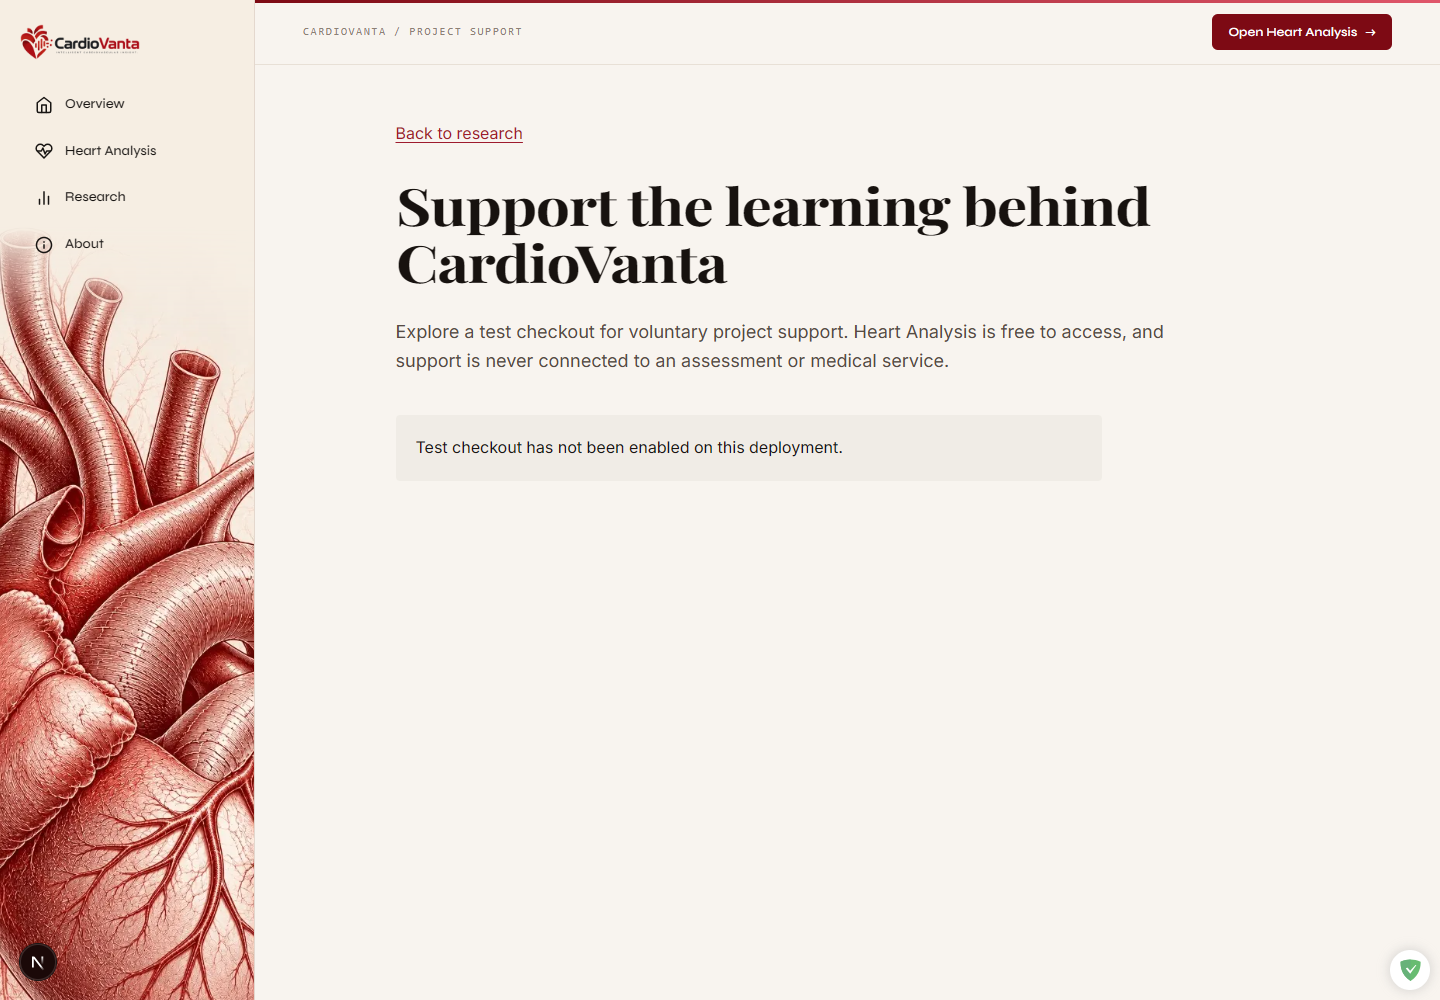 CardioVanta
Overview
Heart Analysis
Research
About
CARDIOVANTA / PROJECT SUPPORT
Open Heart Analysis →
Back to research
Support the learning behind
CardioVanta
Explore a test checkout for voluntary project support. Heart Analysis is free to access, and
support is never connected to an assessment or medical service.
Test checkout has not been enabled on this deployment.
N